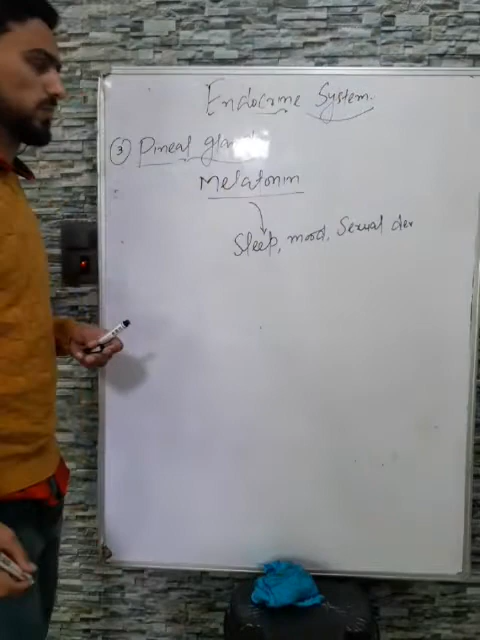 Endocrine System.
③ Pineal gland
Melatonin
Sleep, mood, Sexual dev